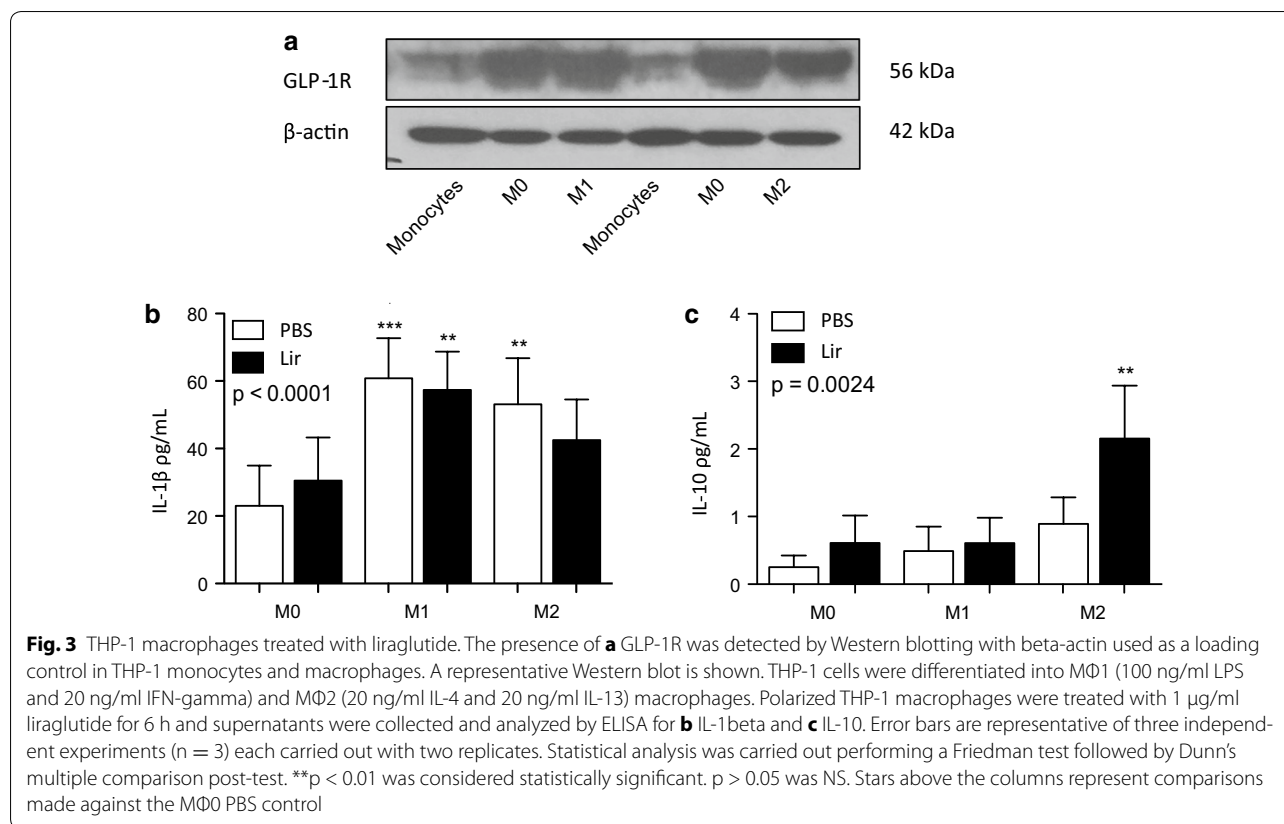 a
GLP-1R
56 kDa
β-actin
42 kDa
Monocytes
M0
M1
Monocytes
M0
M2
b
80
60
40
20
0
IL-1β ρg/mL
PBS
Lir
p < 0.0001
***
**
**
M0
M1
M2
c
4
3
2
1
0
IL-10 ρg/mL
PBS
Lir
p = 0.0024
**
M0
M1
M2
Fig. 3 THP-1 macrophages treated with liraglutide. The presence of a GLP-1R was detected by Western blotting with beta-actin used as a loading
control in THP-1 monocytes and macrophages. A representative Western blot is shown. THP-1 cells were differentiated into MΦ1 (100 ng/ml LPS
and 20 ng/ml IFN-gamma) and MΦ2 (20 ng/ml IL-4 and 20 ng/ml IL-13) macrophages. Polarized THP-1 macrophages were treated with 1 μg/ml
liraglutide for 6 h and supernatants were collected and analyzed by ELISA for b IL-1beta and c IL-10. Error bars are representative of three independ-
ent experiments (n = 3) each carried out with two replicates. Statistical analysis was carried out performing a Friedman test followed by Dunn's
multiple comparison post-test. **p < 0.01 was considered statistically significant. p > 0.05 was NS. Stars above the columns represent comparisons
made against the MΦ0 PBS control